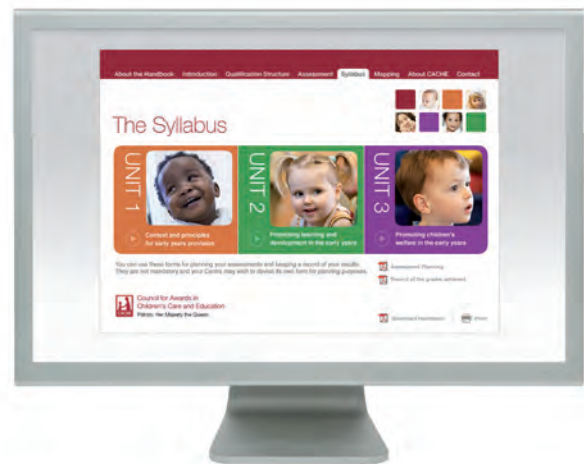 About the Handbook Introduction Qualification Structure Assessment Syllabus Mapping About CACHE Contact
The Syllabus
UNIT 1
Context and principles
for early years provision
UNIT 2
Promoting learning and
development in the early years
UNIT 3
Promoting children's
welfare in the early years
You can use these forms for planning your assessments and keeping a record of your results.
They are not mandatory and your Centre may wish to devise its own form for planning purposes.
Assessment Planning
Record of the grades achieved
CACHE
Council for Awards in
Children's Care and Education
Patron: Her Majesty the Queen
Download Handbook
Print